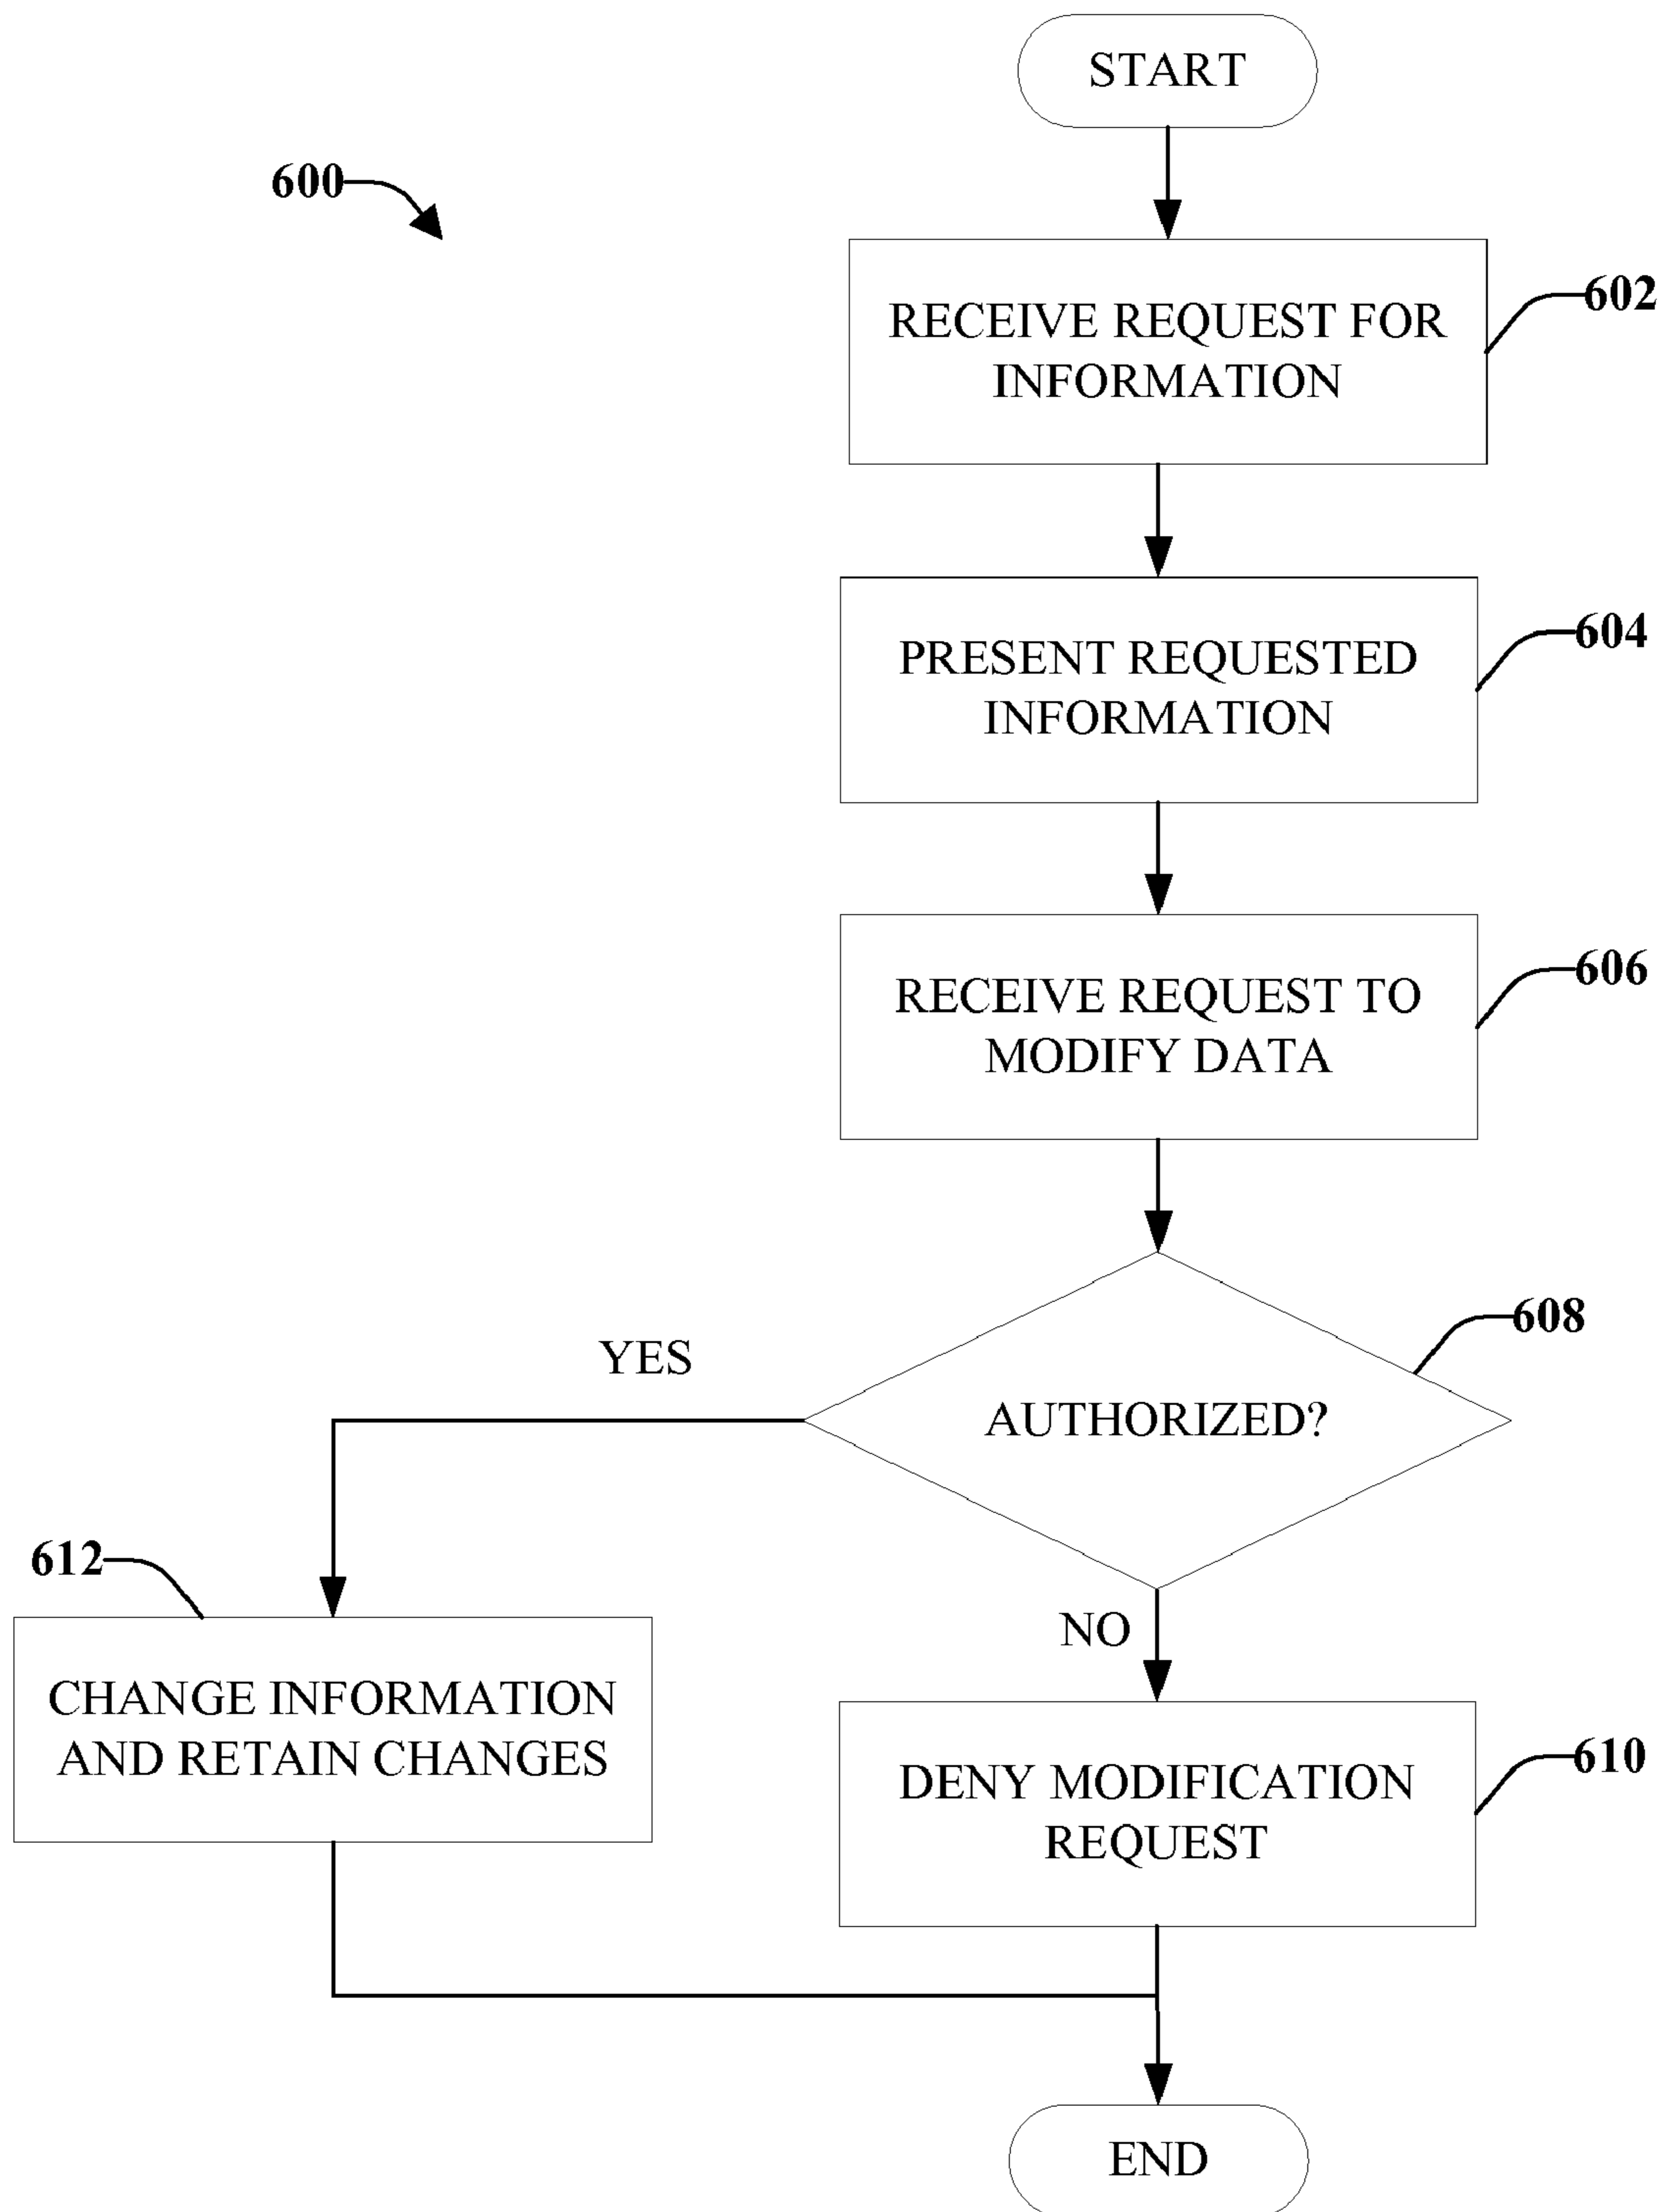 START
600
602
RECEIVE REQUEST FOR
INFORMATION
604
PRESENT REQUESTED
INFORMATION
606
RECEIVE REQUEST TO
MODIFY DATA
608
YES
AUTHORIZED?
612
NO
CHANGE INFORMATION
AND RETAIN CHANGES
610
DENY MODIFICATION
REQUEST
END